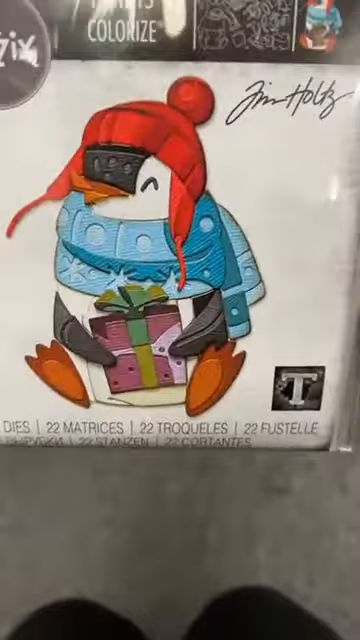 COLORIZE®
Tim Holtz
T
DIES | 22 MATRICES | 22 TROQUELES | 22 FUSTELLE
22 STANZEN | 22 CORTANTES